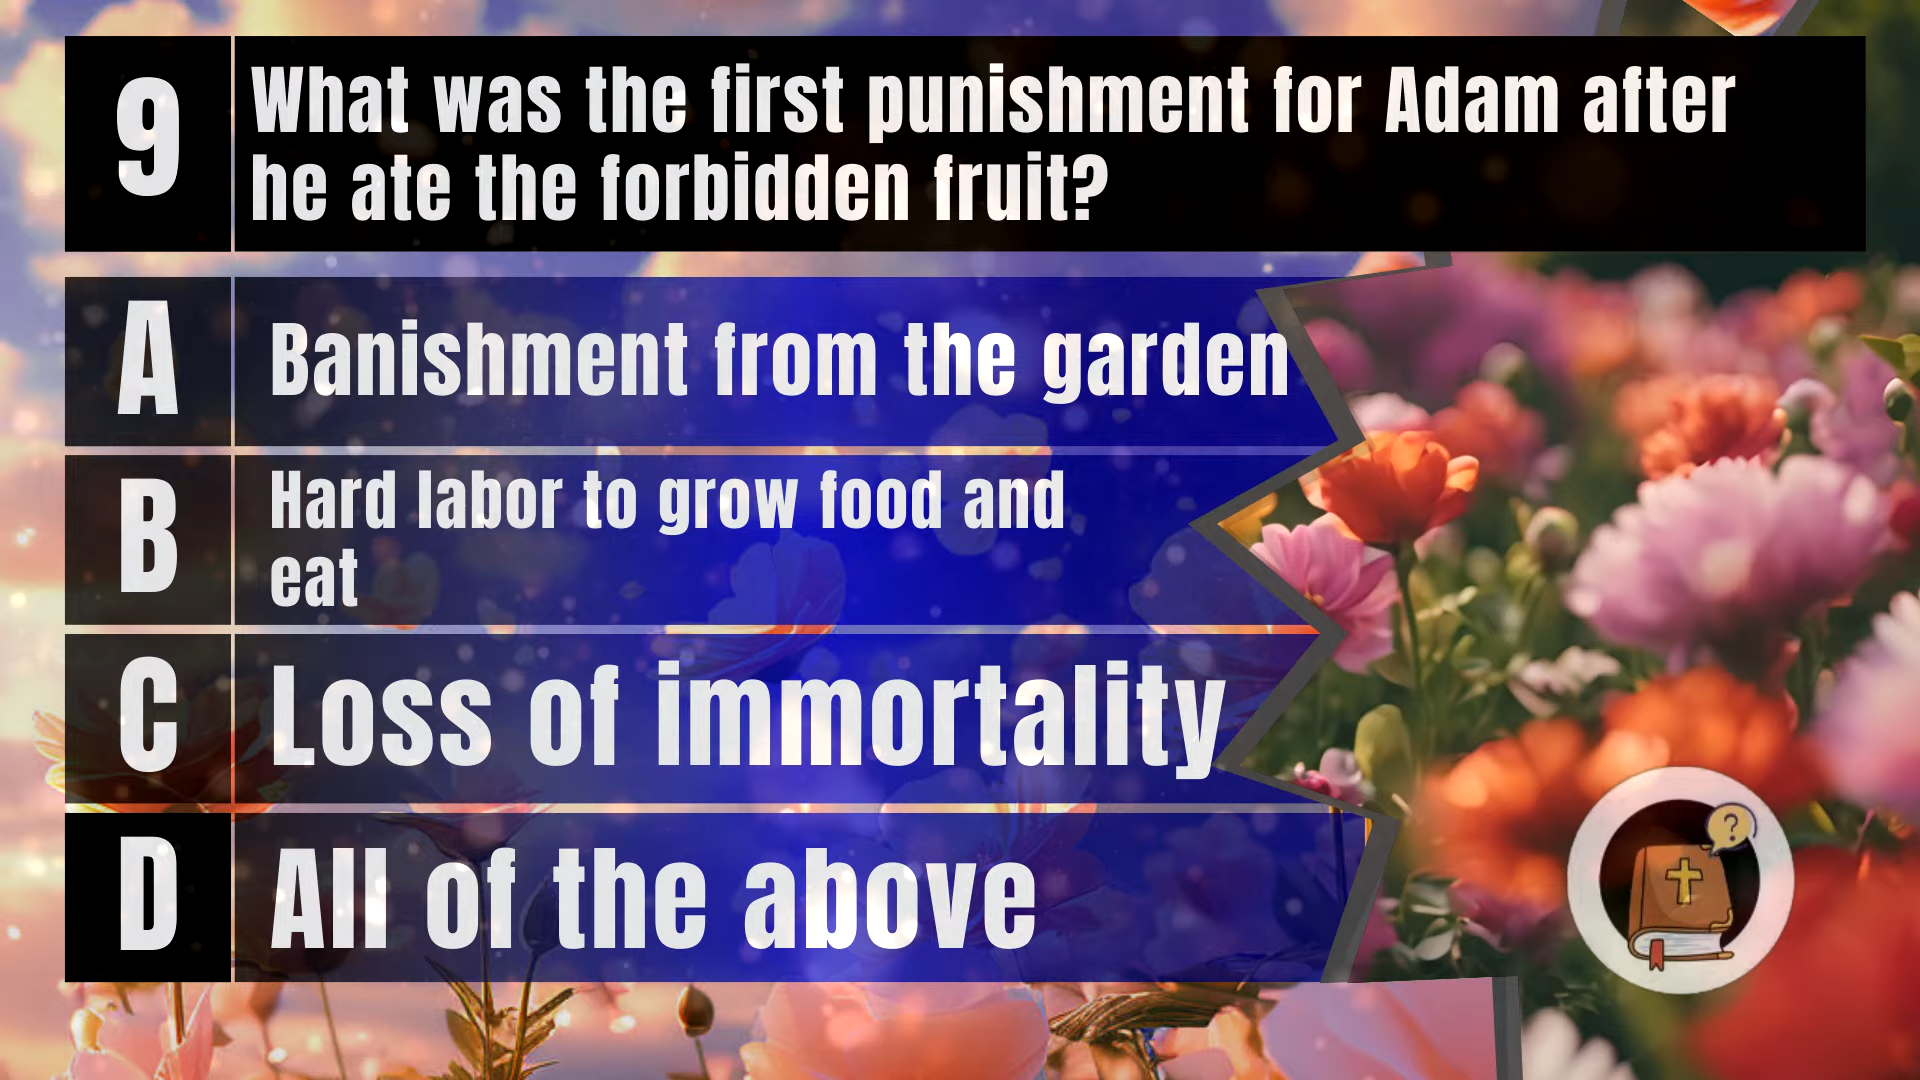 9
What was the first punishment for Adam after
he ate the forbidden fruit?
A
Banishment from the garden
B
Hard labor to grow food and
eat
C
Loss of immortality
D
All of the above
?